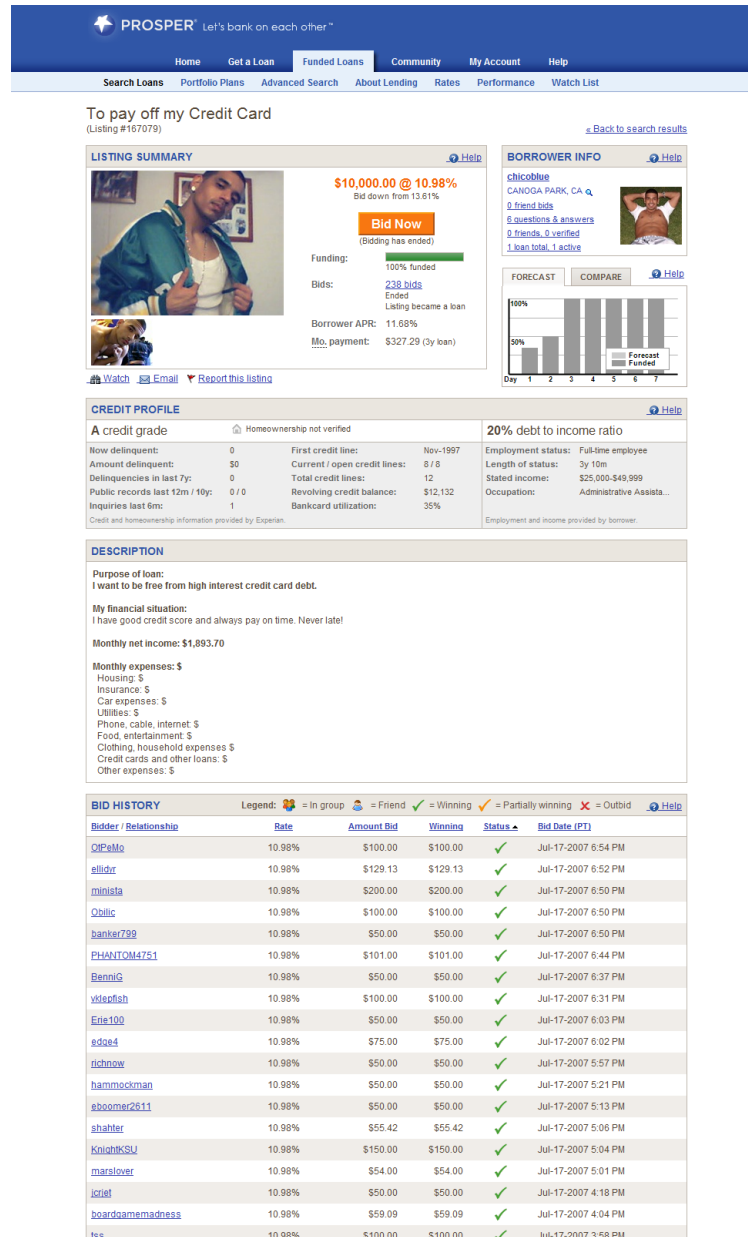 PROSPER® Let's bank on each other™
Home Get a Loan Funded Loans Community My Account Help
Search Loans Portfolio Plans Advanced Search About Lending Rates Performance Watch List
To pay off my Credit Card
(Listing #167079)
« Back to search results
LISTING SUMMARY Help
$10,000.00 @ 10.98%
Bid down from 13.61%
Bid Now
(Bidding has ended)
Funding:
100% funded
Bids: 238 bids
Ended
Listing became a loan
Borrower APR: 11.68%
Mo. payment: $327.29 (3y loan)
Watch Email Report this listing
BORROWER INFO Help
chicoblue
CANOGA PARK, CA
0 friend bids
6 questions & answers
0 friends, 0 verified
1 loan total, 1 active
FORECAST COMPARE Help
100%
50%
Forecast
Funded
Day 1 2 3 4 5 6 7
CREDIT PROFILE Help
A credit grade Homeownership not verified 20% debt to income ratio
Now delinquent: 0 First credit line: Nov-1997 Employment status: Full-time employee
Amount delinquent: $0 Current / open credit lines: 8 / 8 Length of status: 3y 10m
Delinquencies in last 7y: 0 Total credit lines: 12 Stated income: $25,000-$49,999
Public records last 12m / 10y: 0 / 0 Revolving credit balance: $12,132 Occupation: Administrative Assista...
Inquiries last 6m: 1 Bankcard utilization: 35%
Credit and homeownership information provided by Experian. Employment and income provided by borrower.
DESCRIPTION
Purpose of loan:
I want to be free from high interest credit card debt.
My financial situation:
I have good credit score and always pay on time. Never late!
Monthly net income: $1,893.70
Monthly expenses: $
Housing: $
Insurance: $
Car expenses: $
Utilities: $
Phone, cable, internet: $
Food, entertainment: $
Clothing, household expenses $
Credit cards and other loans: $
Other expenses: $
BID HISTORY Legend: = In group = Friend = Winning = Partially winning = Outbid Help
Bidder / Relationship Rate Amount Bid Winning Status Bid Date (PT)
OtPeMo 10.98% $100.00 $100.00 Jul-17-2007 6:54 PM
ellidvr 10.98% $129.13 $129.13 Jul-17-2007 6:52 PM
minista 10.98% $200.00 $200.00 Jul-17-2007 6:50 PM
Obilic 10.98% $100.00 $100.00 Jul-17-2007 6:50 PM
banker799 10.98% $50.00 $50.00 Jul-17-2007 6:50 PM
PHANTOM4751 10.98% $101.00 $101.00 Jul-17-2007 6:44 PM
BenniG 10.98% $50.00 $50.00 Jul-17-2007 6:37 PM
vklepfish 10.98% $100.00 $100.00 Jul-17-2007 6:31 PM
Erie100 10.98% $50.00 $50.00 Jul-17-2007 6:03 PM
edge4 10.98% $75.00 $75.00 Jul-17-2007 6:02 PM
richnow 10.98% $50.00 $50.00 Jul-17-2007 5:57 PM
hammockman 10.98% $50.00 $50.00 Jul-17-2007 5:21 PM
eboomer2611 10.98% $50.00 $50.00 Jul-17-2007 5:13 PM
shahter 10.98% $55.42 $55.42 Jul-17-2007 5:06 PM
KnightKSU 10.98% $150.00 $150.00 Jul-17-2007 5:04 PM
marslover 10.98% $54.00 $54.00 Jul-17-2007 5:01 PM
jcrjet 10.98% $50.00 $50.00 Jul-17-2007 4:18 PM
boardgamemadness 10.98% $59.09 $59.09 Jul-17-2007 4:04 PM
tss 10.98% $100.00 $100.00 Jul-17-2007 3:58 PM